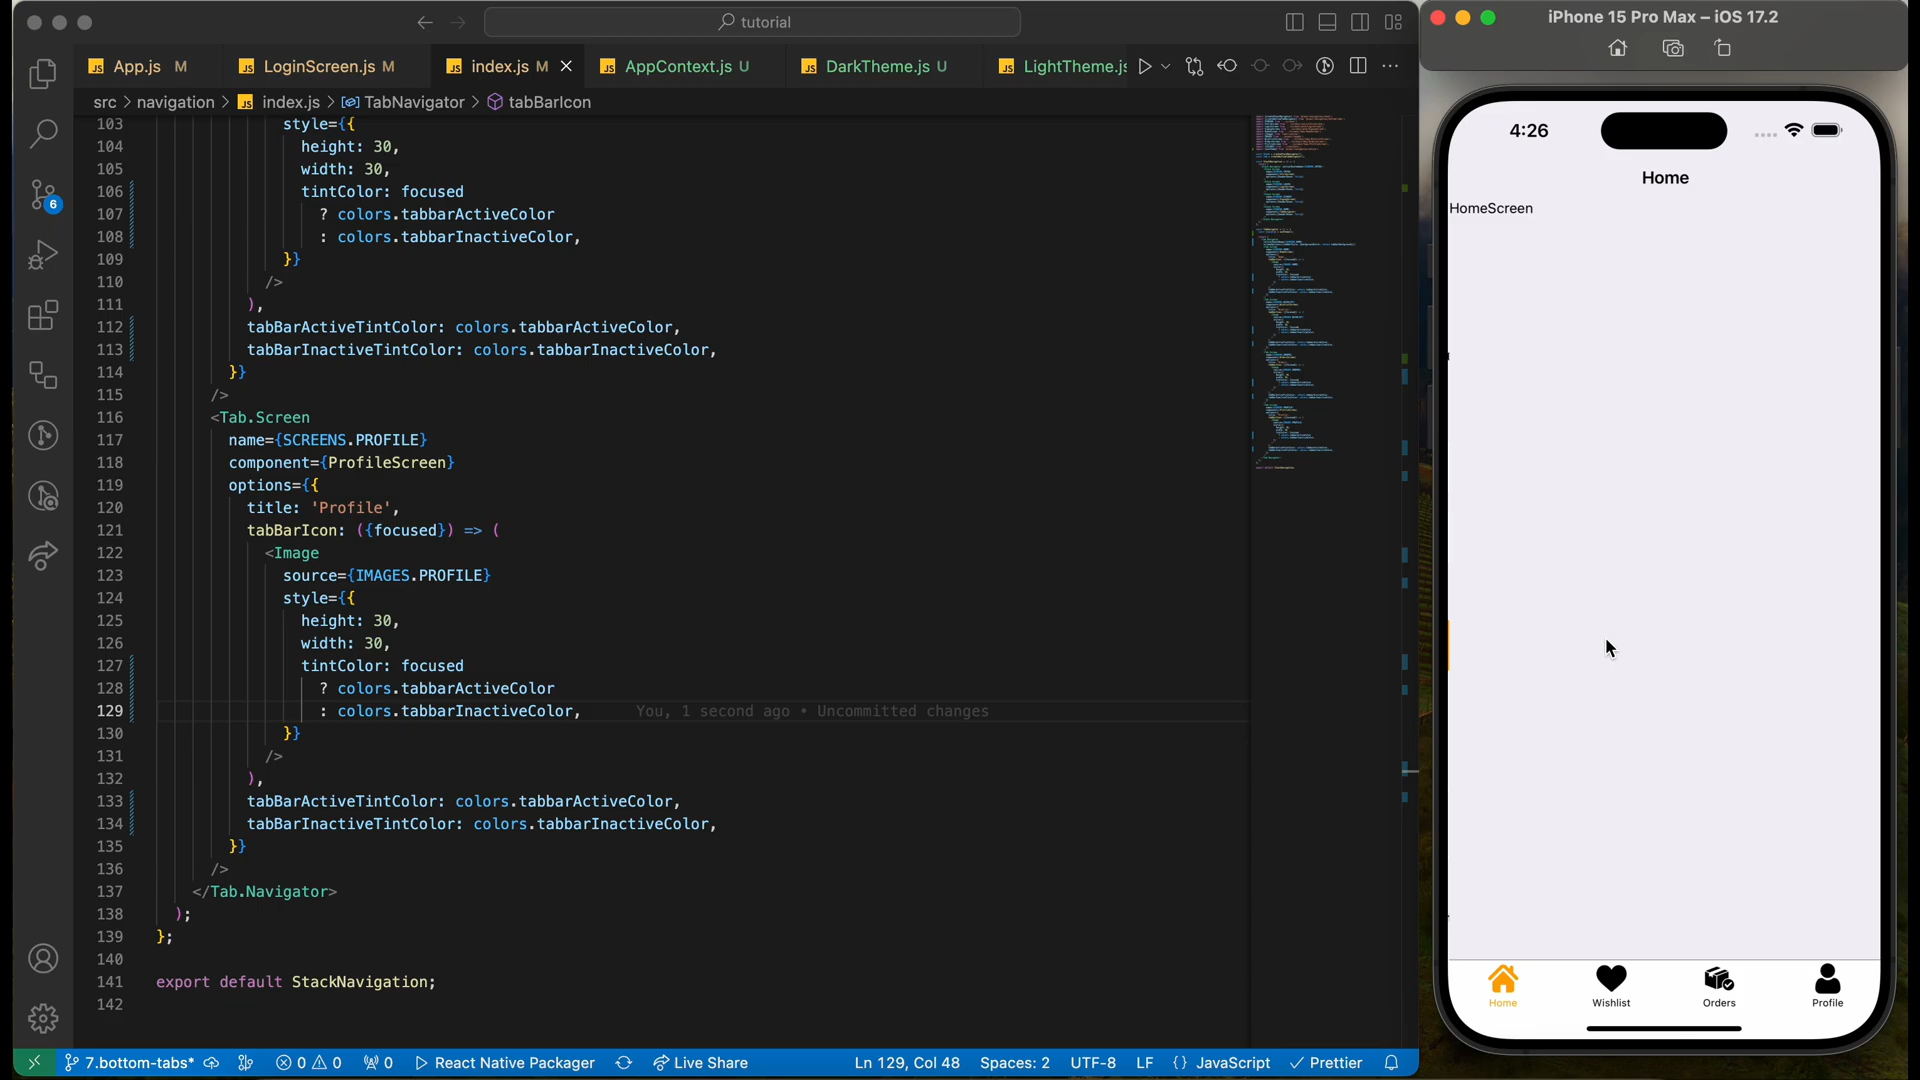 tutorial
App.js M
LoginScreen.js M
index.js M
AppContext.js U
DarkTheme.js U
LightTheme.js
src > navigation > JS index.js > TabNavigator > tabBarIcon
103 style={{
104 height: 30,
105 width: 30,
106 tintColor: focused
107 ? colors.tabbarActiveColor
108 : colors.tabbarInactiveColor,
109 }}
110 />
111 ),
112 tabBarActiveTintColor: colors.tabbarActiveColor,
113 tabBarInactiveTintColor: colors.tabbarInactiveColor,
114 }}
115 />
116 <Tab.Screen
117 name={SCREENS.PROFILE}
118 component={ProfileScreen}
119 options={{
120 title: 'Profile',
121 tabBarIcon: ({focused}) => (
122 <Image
123 source={IMAGES.PROFILE}
124 style={{
125 height: 30,
126 width: 30,
127 tintColor: focused
128 ? colors.tabbarActiveColor
129 : colors.tabbarInactiveColor, You, 1 second ago • Uncommitted changes
130 }}
131 />
132 ),
133 tabBarActiveTintColor: colors.tabbarActiveColor,
134 tabBarInactiveTintColor: colors.tabbarInactiveColor,
135 }}
136 />
137 </Tab.Navigator>
138 );
139 };
140
141 export default StackNavigation;
142
6
7.bottom-tabs* 0 0 0 React Native Packager Live Share Ln 129, Col 48 Spaces: 2 UTF-8 LF {} JavaScript Prettier
iPhone 15 Pro Max – iOS 17.2
4:26
Home
HomeScreen
Home
Wishlist
Orders
Profile